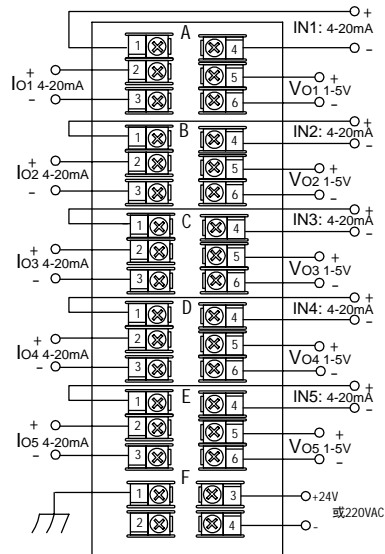 A
+
IN1: 4-20mA
-
1
4
+
IO1 4-20mA
-
2
5
+
VO1 1-5V
-
3
6
B
+
IN2: 4-20mA
-
1
4
+
IO2 4-20mA
-
2
5
+
VO2 1-5V
-
3
6
C
+
IN3: 4-20mA
-
1
4
+
IO3 4-20mA
-
2
5
+
VO3 1-5V
-
3
6
D
+
IN4: 4-20mA
-
1
4
+
IO4 4-20mA
-
2
5
+
VO4 1-5V
-
3
6
E
+
IN5: 4-20mA
-
1
4
+
IO5 4-20mA
-
2
5
+
VO5 1-5V
-
3
6
F
1
3
+24V
或220VAC
2
4
-